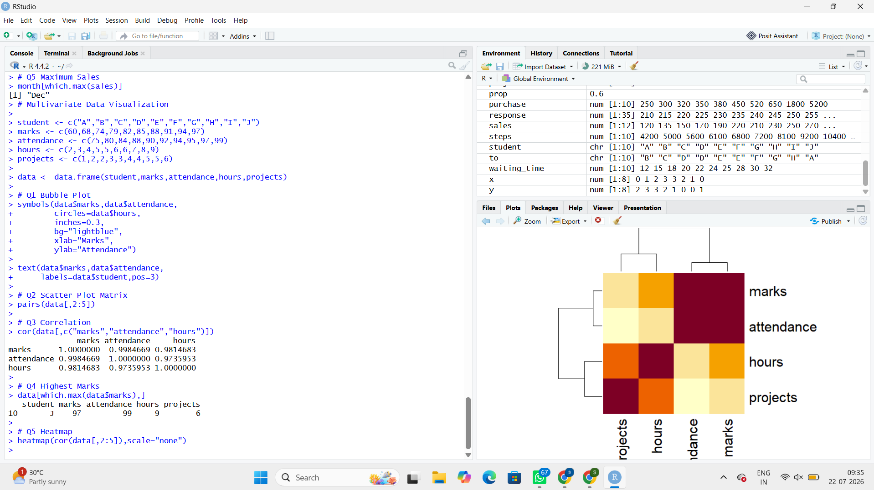 RStudio
File Edit Code View Plots Session Build Debug Profile Tools Help
Go to file/function
Addins
Posit Assistant
Project: (None)
Console Terminal Background Jobs
R 4.4.2 · ~/
> # Q5 Maximum Sales
> month[which.max(sales)]
[1] "Dec"
> # Multivariate Data Visualization
>
> student <- c("A","B","C","D","E","F","G","H","I","J")
> marks <- c(60,68,74,79,82,85,88,91,94,97)
> attendance <- c(75,80,84,88,90,92,94,95,97,99)
> hours <- c(2,3,4,5,5,6,6,7,8,9)
> projects <- c(1,2,2,3,3,4,4,5,5,6)
>
> data <- data.frame(student,marks,attendance,hours,projects)
>
> # Q1 Bubble Plot
> symbols(data$marks,data$attendance,
+ circles=data$hours,
+ inches=0.3,
+ bg="lightblue",
+ xlab="Marks",
+ ylab="Attendance")
>
> text(data$marks,data$attendance,
+ labels=data$student,pos=3)
>
> # Q2 Scatter Plot Matrix
> pairs(data[,2:5])
>
> # Q3 Correlation
> cor(data[,c("marks","attendance","hours")])
marks attendance hours
marks 1.0000000 0.9984669 0.9814683
attendance 0.9984669 1.0000000 0.9735953
hours 0.9814683 0.9735953 1.0000000
>
> # Q4 Highest Marks
> data[which.max(data$marks),]
student marks attendance hours projects
10 J 97 99 9 6
>
> # Q5 Heatmap
> heatmap(cor(data[,2:5]),scale="none")
>
Environment History Connections Tutorial
Import Dataset 221 MiB List
R Global Environment
prop 0.6
purchase num [1:10] 250 300 320 350 380 450 520 650 1800 5200
response num [1:35] 210 215 220 225 230 235 240 245 250 255 ...
sales num [1:12] 120 135 150 170 190 220 210 230 250 270 ...
steps num [1:10] 4200 5000 5600 6100 6800 7200 8100 9200 10400 ...
student chr [1:10] "A" "B" "C" "D" "E" "F" "G" "H" "I" "J"
to chr [1:10] "B" "C" "D" "D" "E" "E" "F" "G" "H" "A"
waiting_time num [1:10] 12 15 18 20 22 24 25 28 30 32
x num [1:8] 0 1 2 3 3 2 1 0
y num [1:8] 2 3 3 2 1 0 0 1
Files Plots Packages Help Viewer Presentation
Zoom Export Publish
marks
attendance
hours
projects
rojects
hours
dance
marks
1
30°C
Partly sunny
Search
67
ENG
IN
09:35
22-07-2026